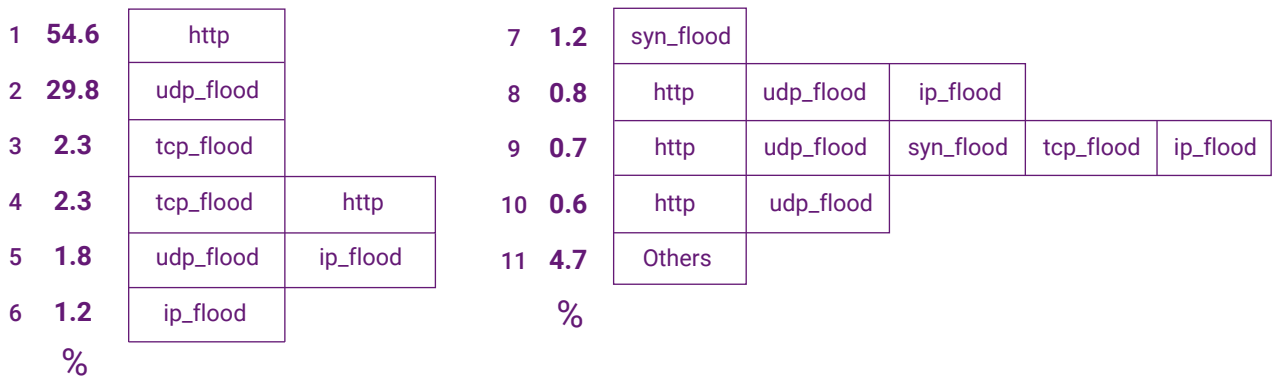 1 54.6 http
2 29.8 udp_flood
3 2.3 tcp_flood
4 2.3 tcp_flood http
5 1.8 udp_flood ip_flood
6 1.2 ip_flood
%
7 1.2 syn_flood
8 0.8 http udp_flood ip_flood
9 0.7 http udp_flood syn_flood tcp_flood ip_flood
10 0.6 http udp_flood
11 4.7 Others
%